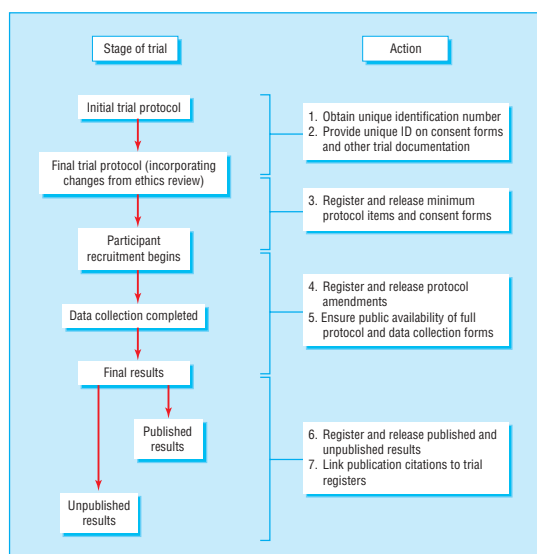 Stage of trial
Action
Initial trial protocol
1. Obtain unique identification number
2. Provide unique ID on consent forms
and other trial documentation
Final trial protocol (incorporating
changes from ethics review)
3. Register and release minimum
protocol items and consent forms
Participant
recruitment begins
4. Register and release protocol
amendments
5. Ensure public availability of full
protocol and data collection forms
Data collection completed
Final results
Published
results
6. Register and release published and
unpublished results
7. Link publication citations to trial
registers
Unpublished
results